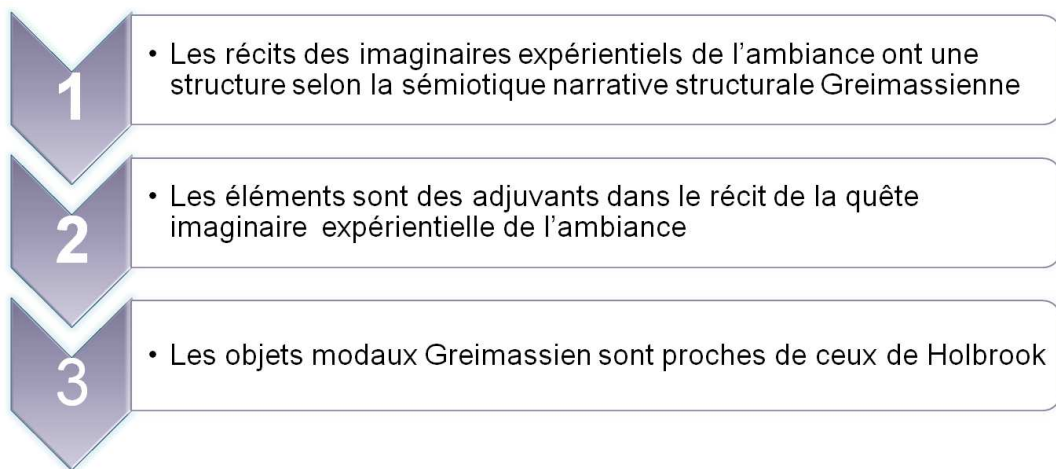 1
• Les récits des imaginaires expérientiels de l’ambiance ont une
structure selon la sémiotique narrative structurale Greimassienne
2
• Les éléments sont des adjuvants dans le récit de la quête
imaginaire expérientielle de l’ambiance
3
• Les objets modaux Greimassien sont proches de ceux de Holbrook